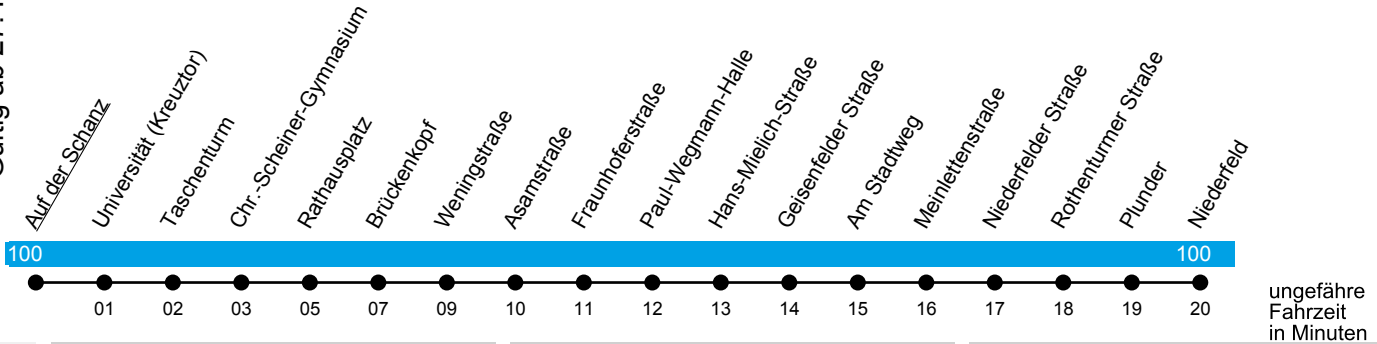 Auf der Schanz
Universität (Kreuztor)
Taschenturm
Chr.-Scheiner-Gymnasium
Rathausplatz
Brückenkopf
Weningstraße
Asamstraße
Fraunhoferstraße
Paul-Wegmann-Halle
Hans-Mielich-Straße
Geisenfelder Straße
Am Stadtweg
Meinlettenstraße
Niederfelder Straße
Rothenturmer Straße
Plunder
Niederfeld
100 100
01 02 03 05 07 09 10 11 12 13 14 15 16 17 18 19 20
ungefähre
Fahrzeit
in Minuten